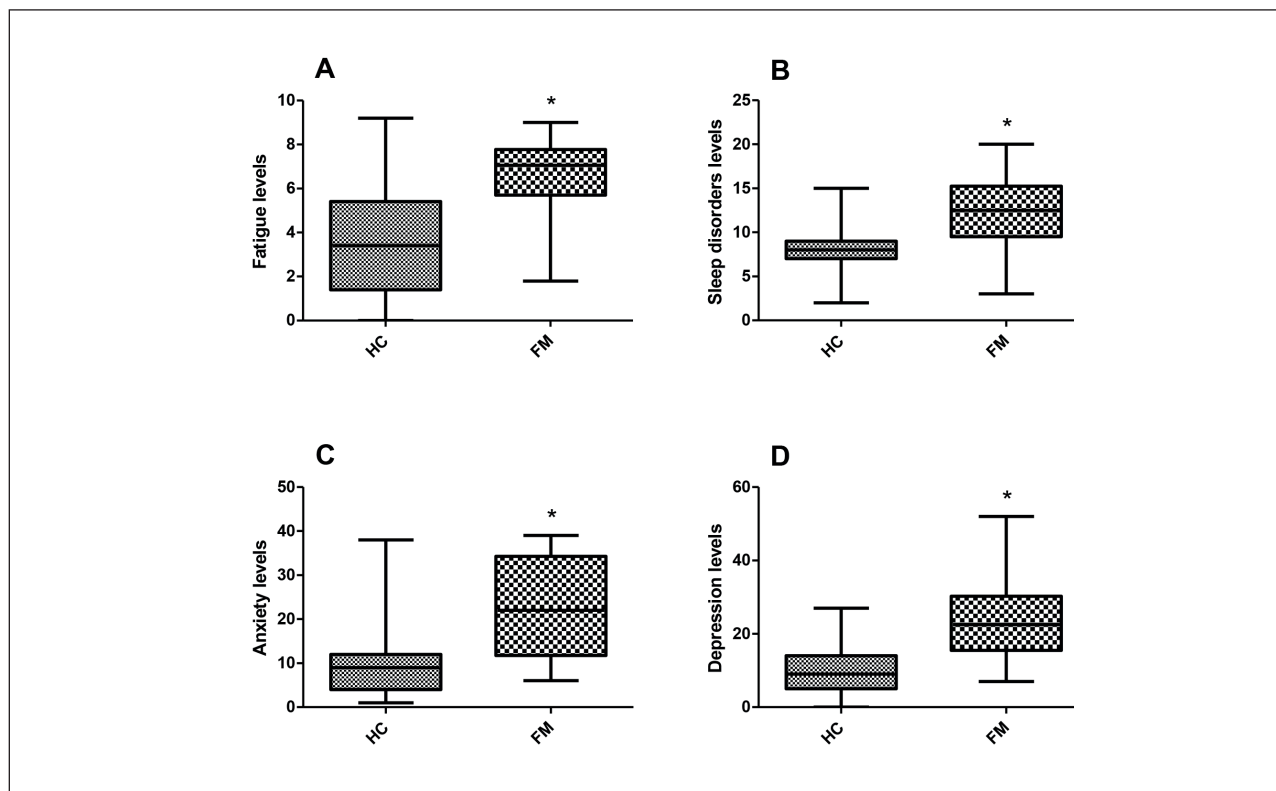 A
Fatigue levels
10
8
6
4
2
0
*
HC
FM
B
Sleep disorders levels
25
20
15
10
5
0
*
HC
FM
C
Anxiety levels
50
40
30
20
10
0
*
HC
FM
D
Depression levels
60
40
20
0
*
HC
FM